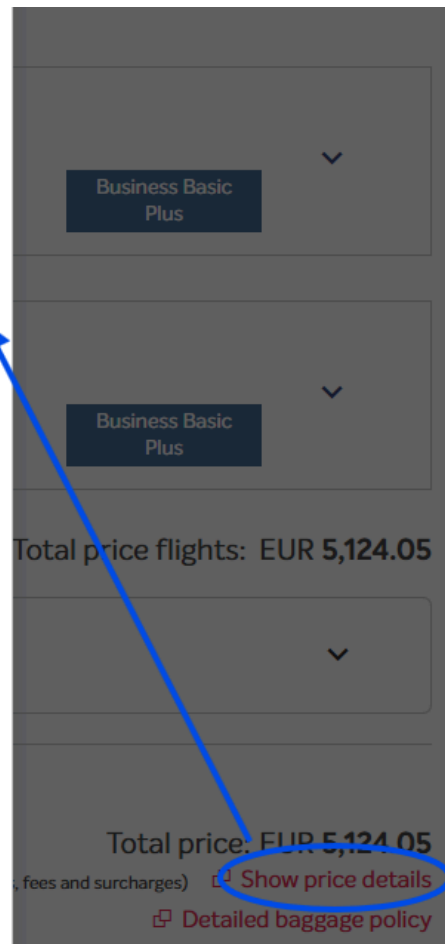 Business Basic
Plus
Business Basic
Plus
Total price flights: EUR 5,124.05
Total price: EUR 5,124.05
, fees and surcharges) Show price details
Detailed baggage policy